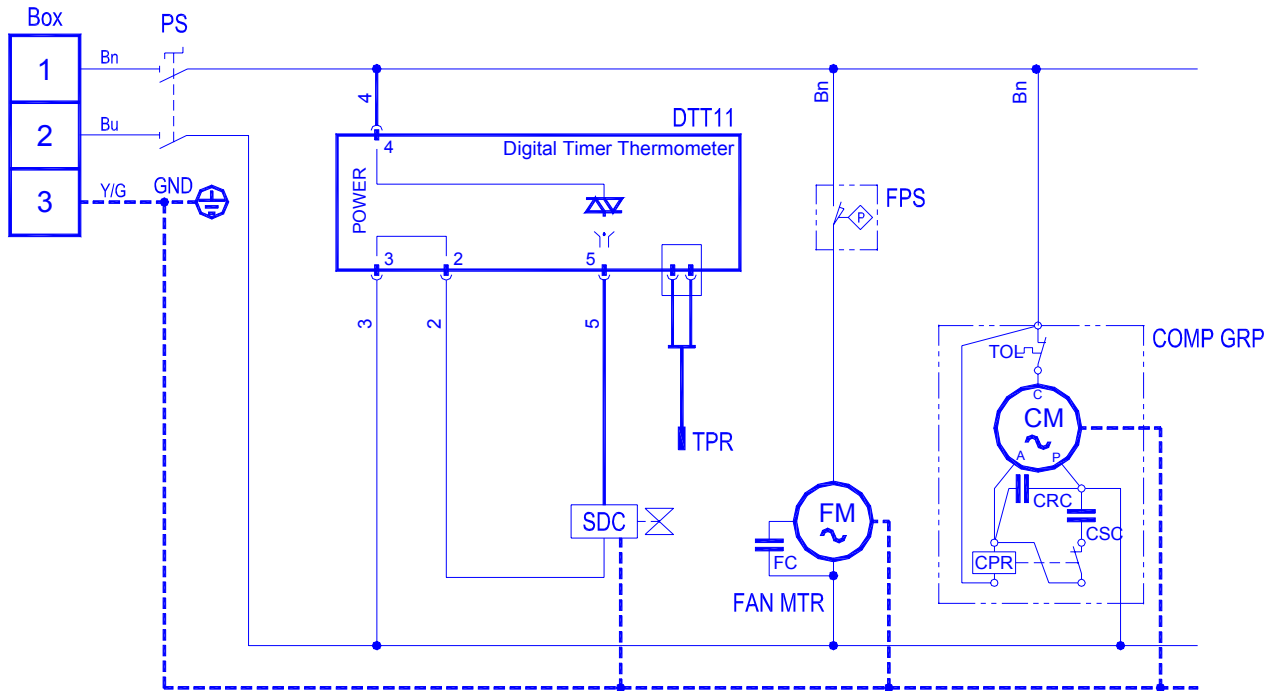 Box
PS
1
Bn
2
Bu
3
Y/G
GND
4
DTT11
4
Digital Timer Thermometer
POWER
3
2
5
3
2
5
TPR
SDC
Bn
FPS
P
FM
FC
FAN MTR
Bn
COMP GRP
TOL
C
CM
A
P
CRC
CSC
CPR